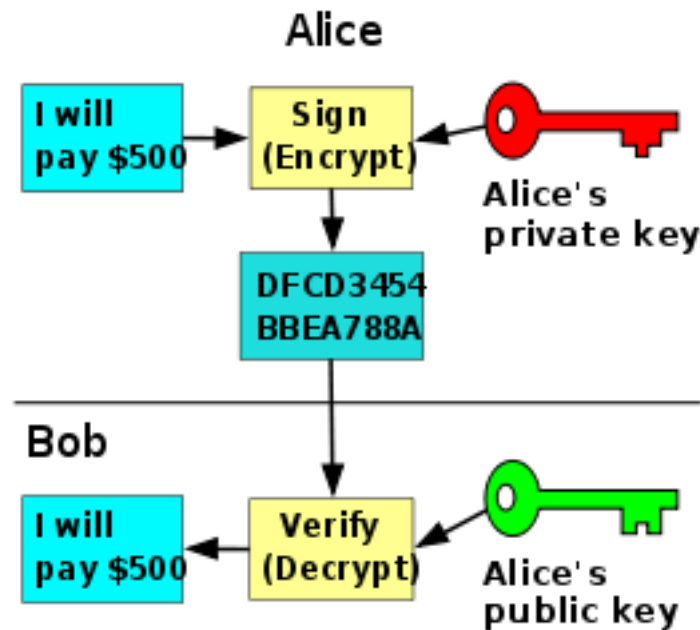 Alice
I will
pay $500
Sign
(Encrypt)
Alice's
private key
DFCD3454
BBEA788A
Bob
I will
pay $500
Verify
(Decrypt)
Alice's
public key